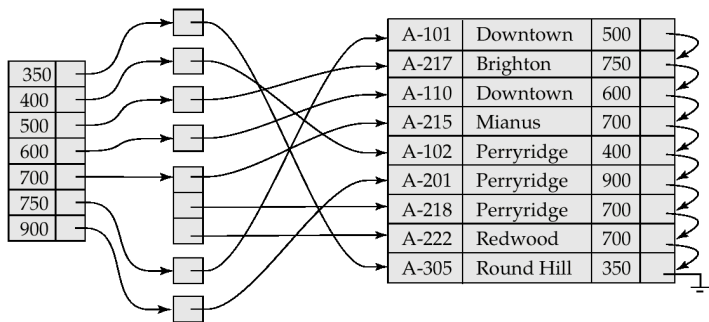 350
400
500
600
700
750
900
A-101 Downtown 500
A-217 Brighton 750
A-110 Downtown 600
A-215 Mianus 700
A-102 Perryridge 400
A-201 Perryridge 900
A-218 Perryridge 700
A-222 Redwood 700
A-305 Round Hill 350